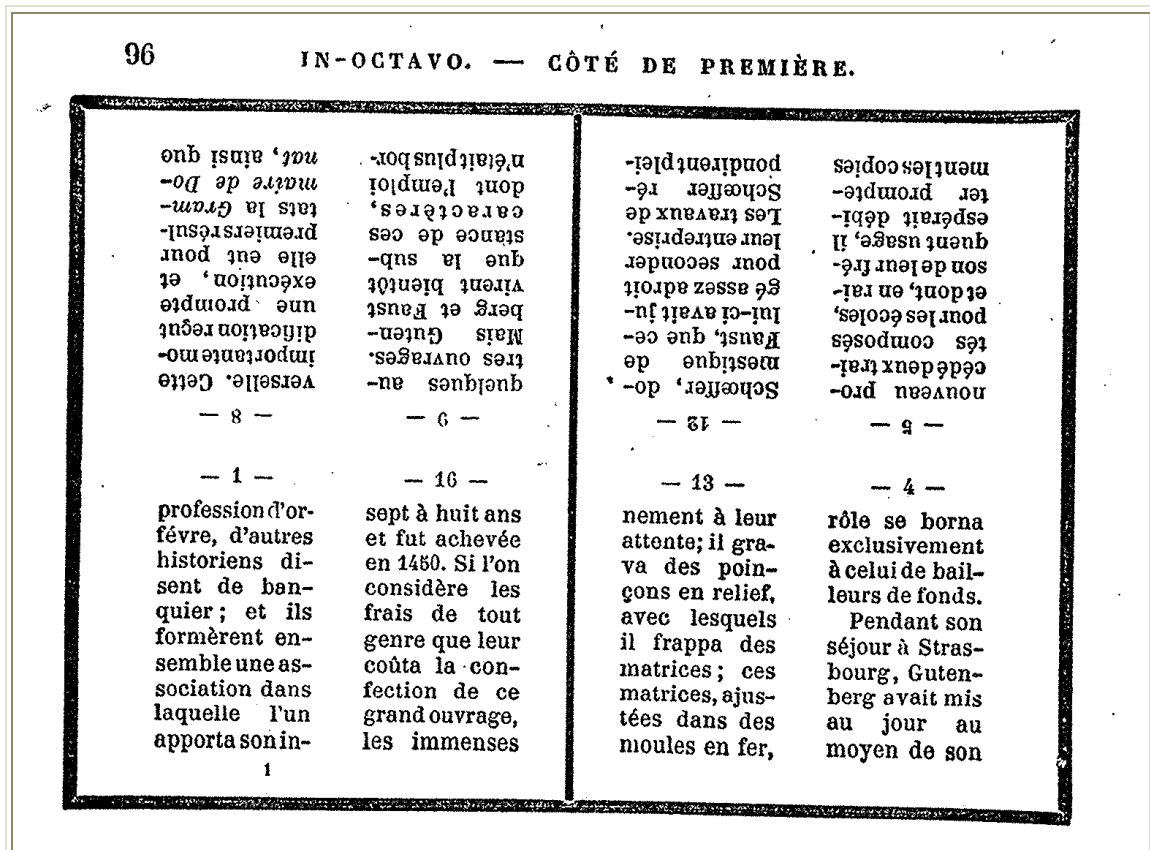 96
IN-OCTAVO. — CÔTÉ DE PREMIÈRE.
— 8 —
verselle. Cette
importante mo-
dification reçut
une prompte
exécution, et
elle eut pour
premiers résul-
tats la Gram-
maire de Do-
nat, ainsi que
— 9 —
quelques au-
tres ouvrages.
Mais Guten-
berg et Faust
virent bientôt
que la sub-
stance de ces
caractères,
dont l'emploi
n'était plus bor-
— 12 —
Schœffer, do-
mestique de
Faust, que ce-
lui-ci avait ju-
gé assez adroit
pour seconder
leur entreprise.
Les travaux de
Schœffer ré-
pondirent plei-
— 5 —
nouveau pro-
cédé deux trai-
tés composés
pour les écoles,
et dont, en rai-
son de leur fré-
quent usage, il
espérait débi-
ter prompte-
ment les copies
— 1 —
profession d'or-
févre, d'autres
historiens di-
sent de ban-
quier ; et ils
formèrent en-
semble une as-
sociation dans
laquelle l'un
apporta son in-
1
— 16 —
sept à huit ans
et fut achevée
en 1450. Si l'on
considère les
frais de tout
genre que leur
coûta la con-
fection de ce
grand ouvrage,
les immenses
— 13 —
nement à leur
attente; il gra-
va des poin-
çons en relief,
avec lesquels
il frappa des
matrices ; ces
matrices, ajus-
tées dans des
moules en fer,
— 4 —
rôle se borna
exclusivement
à celui de bail-
leurs de fonds.
Pendant son
séjour à Stras-
bourg, Guten-
berg avait mis
au jour au
moyen de son